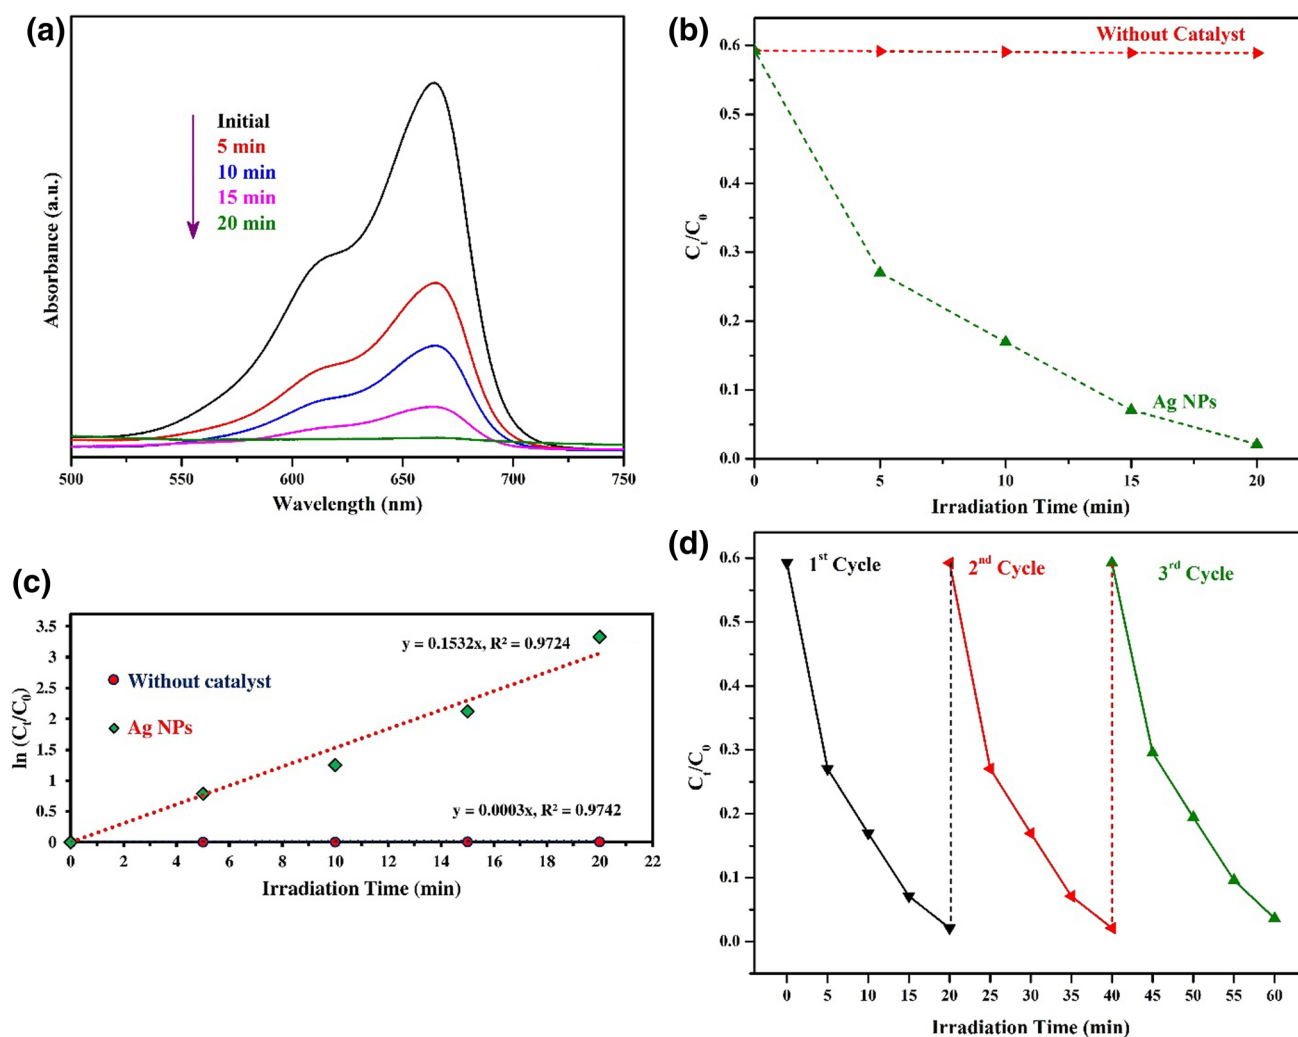 (a)
Absorbance (a.u.)
Initial
5 min
10 min
15 min
20 min
500 550 600 650 700 750
Wavelength (nm)
(b)
C_t/C_0
0.6
0.5
0.4
0.3
0.2
0.1
0.0
Without Catalyst
Ag NPs
0 5 10 15 20
Irradiation Time (min)
(c)
ln (C_t/C_0)
3.5
3
2.5
2
1.5
1
0.5
0
y = 0.1532x, R² = 0.9724
Without catalyst
Ag NPs
y = 0.0003x, R² = 0.9742
0 2 4 6 8 10 12 14 16 18 20 22
Irradiation Time (min)
(d)
C_t/C_0
0.6
0.5
0.4
0.3
0.2
0.1
0.0
1st Cycle
2nd Cycle
3rd Cycle
0 5 10 15 20 25 30 35 40 45 50 55 60
Irradiation Time (min)